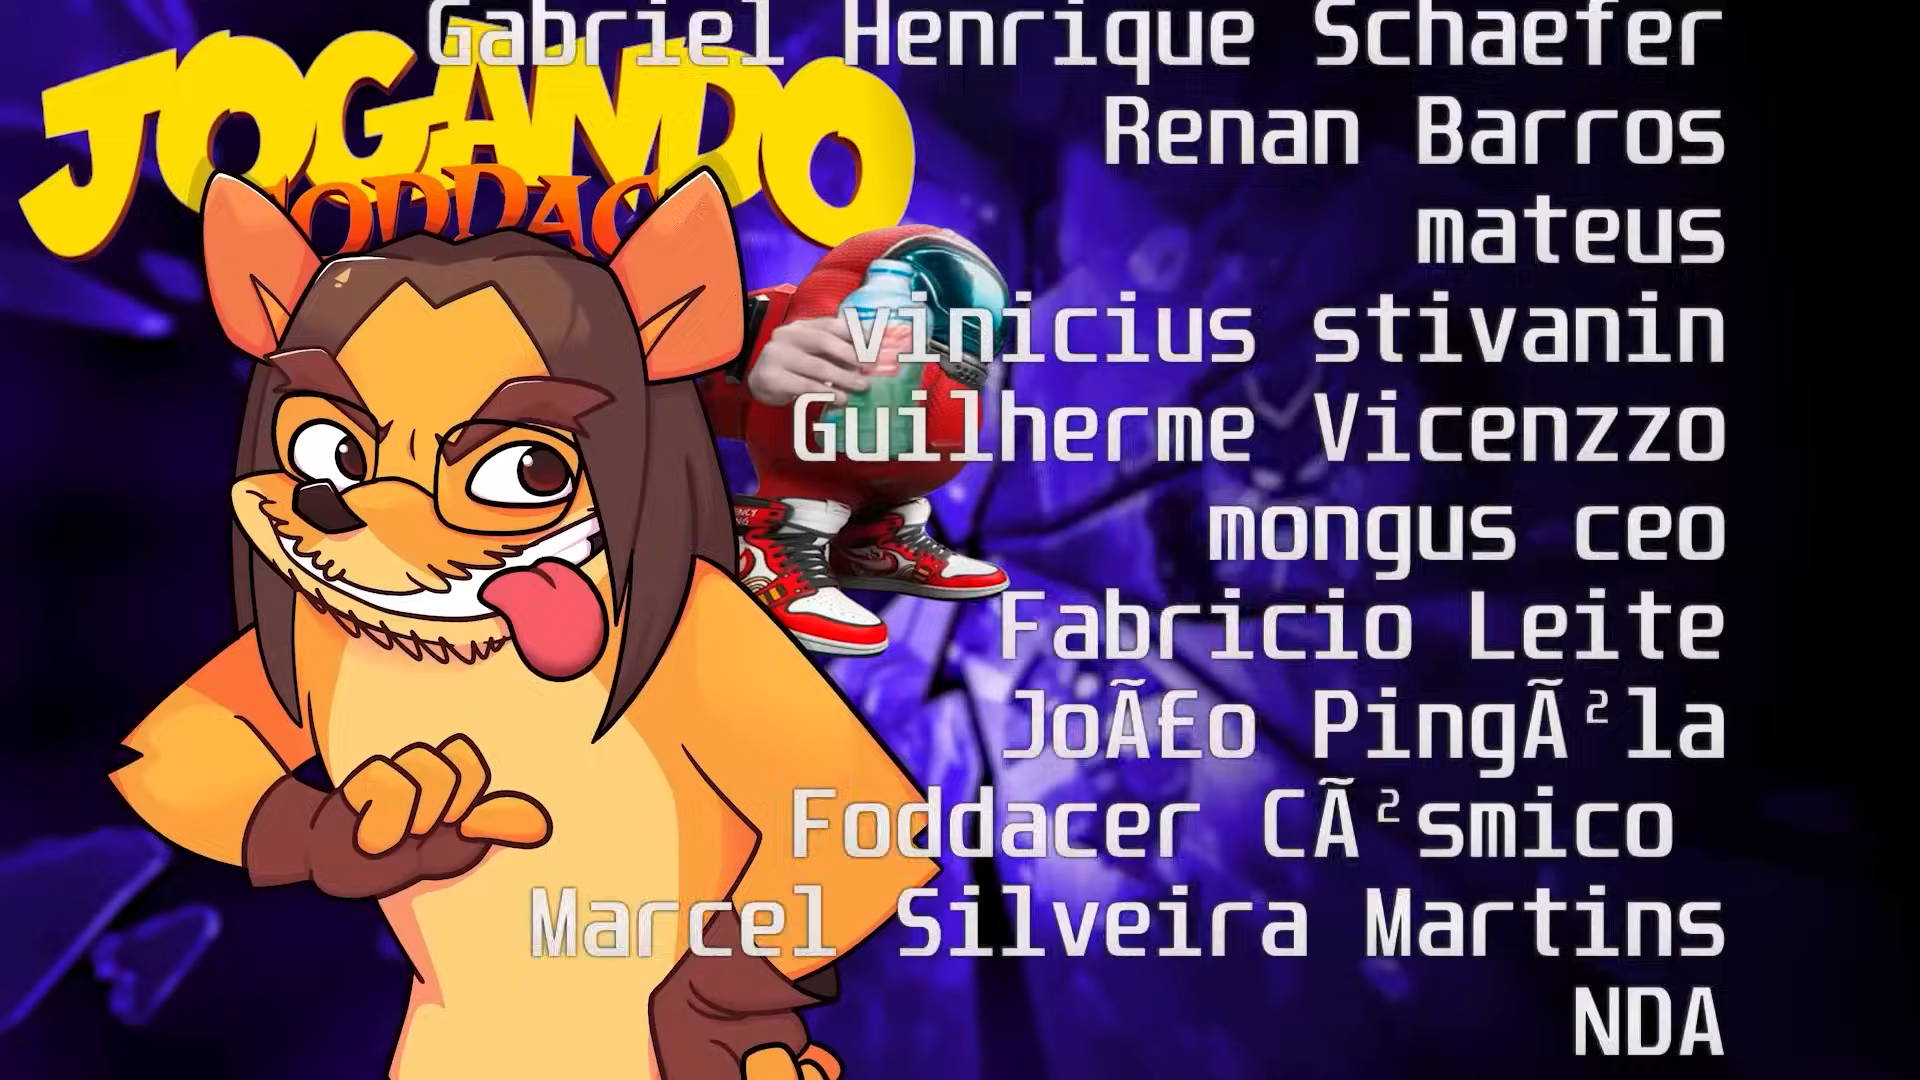 JOGANDO
Gabriel Henrique Schaefer
Renan Barros
mateus
vinicius stivanin
Guilherme Vicenzzo
mongus ceo
Fabricio Leite
JoÃ£o PingÃ²la
Foddacer CÃ²smico
Marcel Silveira Martins
NDA